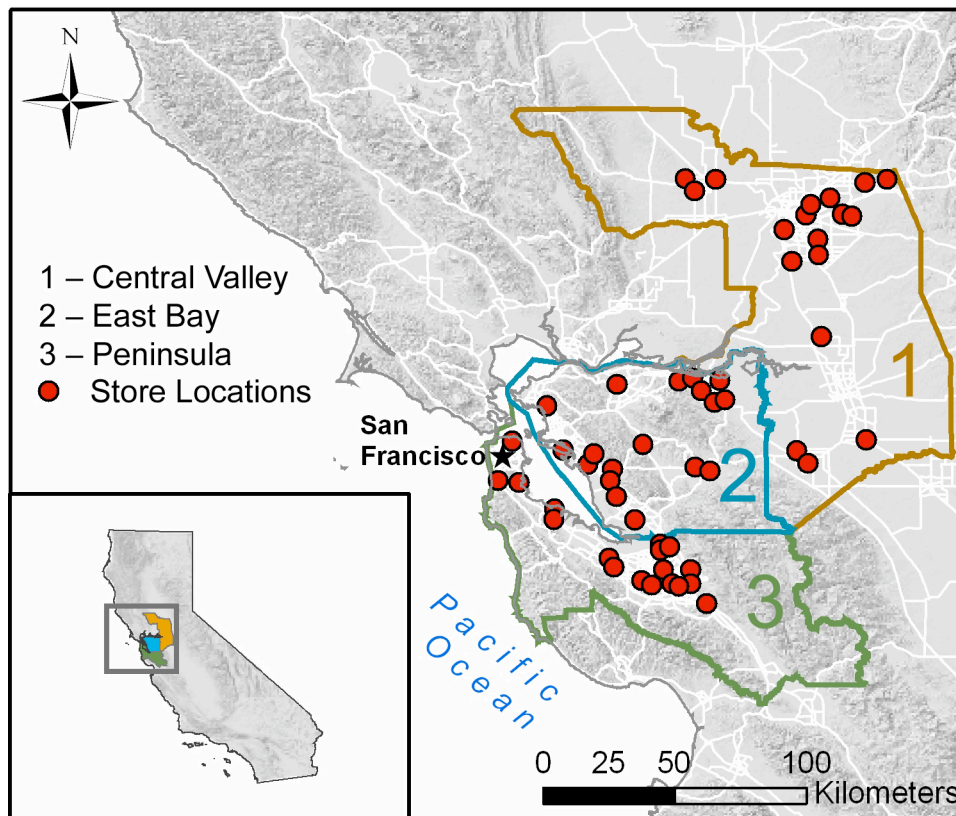 N
1 – Central Valley
2 – East Bay
3 – Peninsula
Store Locations
San
Francisco
1
2
3
Pacific
Ocean
0 25 50 100
Kilometers